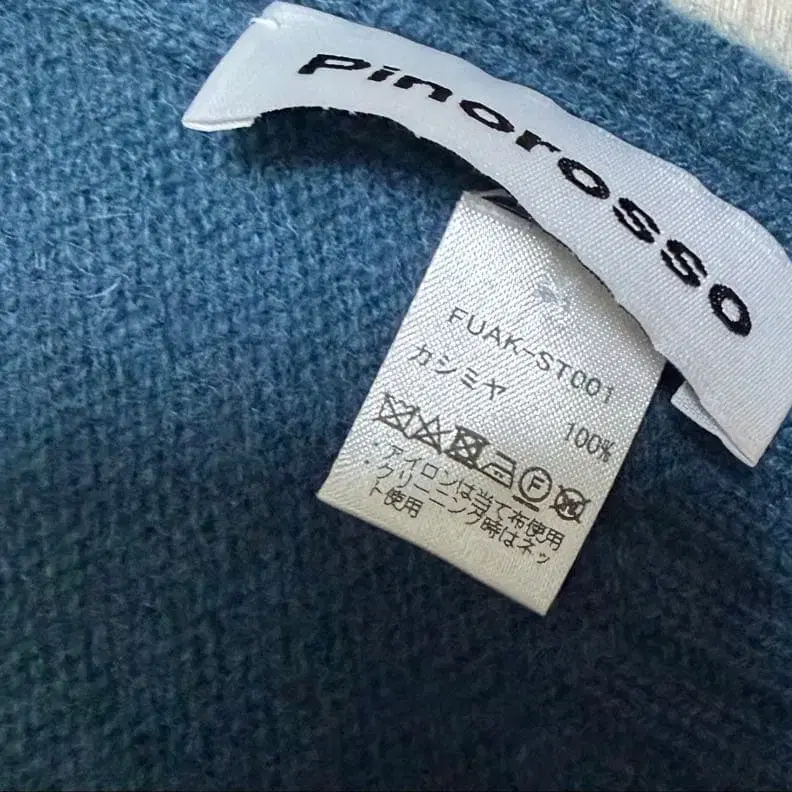 pinorosso
FUAK-ST001
カシミヤ 100%
F
・アイロンは当て布使用
・クリーニング時はネッ
ト使用